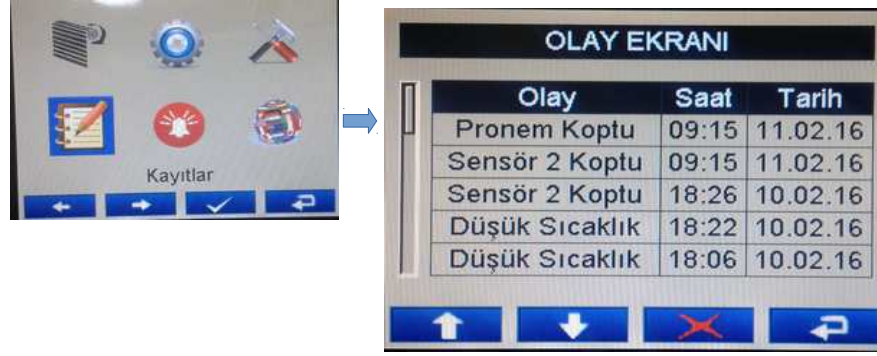 Kayıtlar
OLAY EKRANI
Olay Saat Tarih
Pronem Koptu 09:15 11.02.16
Sensör 2 Koptu 09:15 11.02.16
Sensör 2 Koptu 18:26 10.02.16
Düşük Sıcaklık 18:22 10.02.16
Düşük Sıcaklık 18:06 10.02.16